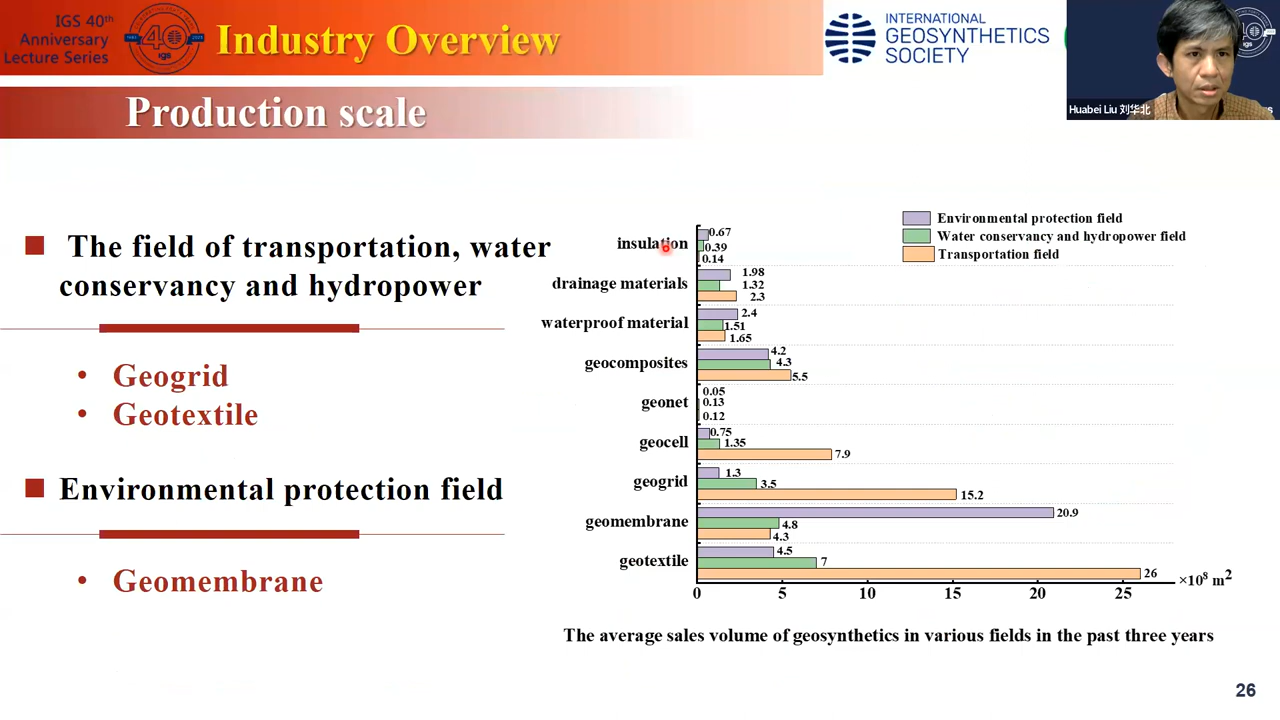 IGS 40th
Anniversary
Lecture Series
40
igs
Industry Overview
INTERNATIONAL
GEOSYNTHETICS
SOCIETY
Huabei Liu 刘华北
Production scale
■ The field of transportation, water
conservancy and hydropower
• Geogrid
• Geotextile
■ Environmental protection field
• Geomembrane
Environmental protection field
Water conservancy and hydropower field
Transportation field
insulation
0.67
0.39
0.14
drainage materials
1.98
1.32
2.3
waterproof material
2.4
1.51
1.65
geocomposites
4.2
4.3
5.5
geonet
0.05
0.13
0.12
geocell
0.75
1.35
7.9
geogrid
1.3
3.5
15.2
geomembrane
20.9
4.8
4.3
geotextile
4.5
7
26
×10⁸ m²
0 5 10 15 20 25
The average sales volume of geosynthetics in various fields in the past three years
26